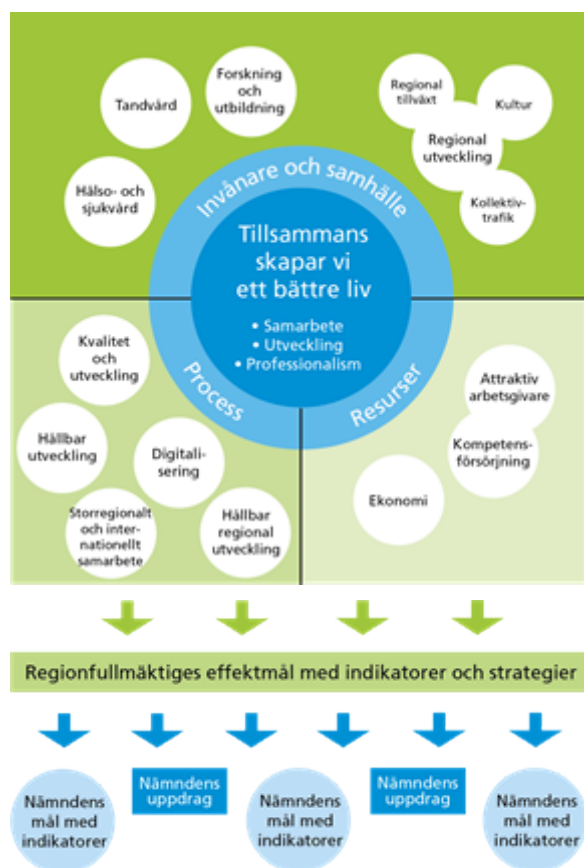 Forskning
och
utbildning
Tandvård
Hälso- och
sjukvård
Regional
tillväxt
Kultur
Regional
utveckling
Kollektiv-
trafik
Invånare och samhälle
Tillsammans
skapar vi
ett bättre liv
• Samarbete
• Utveckling
• Professionalism
Process
Resurser
Kvalitet
och
utveckling
Hållbar
utveckling
Digitali-
sering
Storregionalt
och inter-
nationellt
samarbete
Hållbar
regional
utveckling
Attraktiv
arbetsgivare
Kompetens-
försörjning
Ekonomi
Regionfullmäktiges effektmål med indikatorer och strategier
Nämndens
mål med
indikatorer
Nämndens
uppdrag
Nämndens
mål med
indikatorer
Nämndens
uppdrag
Nämndens
mål med
indikatorer